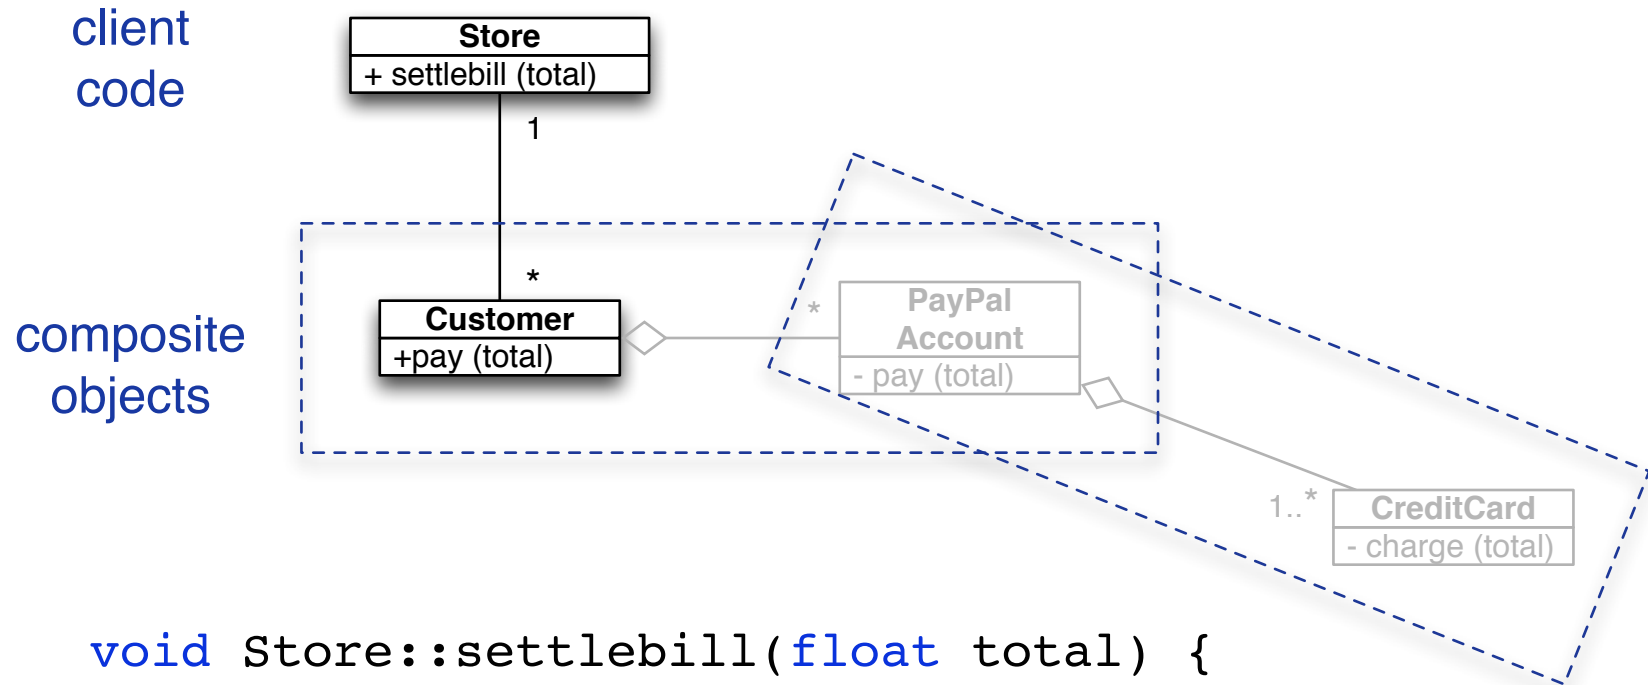 client
code
Store
+ settlebill (total)
1
*
composite
objects
Customer
+pay (total)
*
PayPal
Account
- pay (total)
1..*
CreditCard
- charge (total)
void Store::settlebill(float total) {